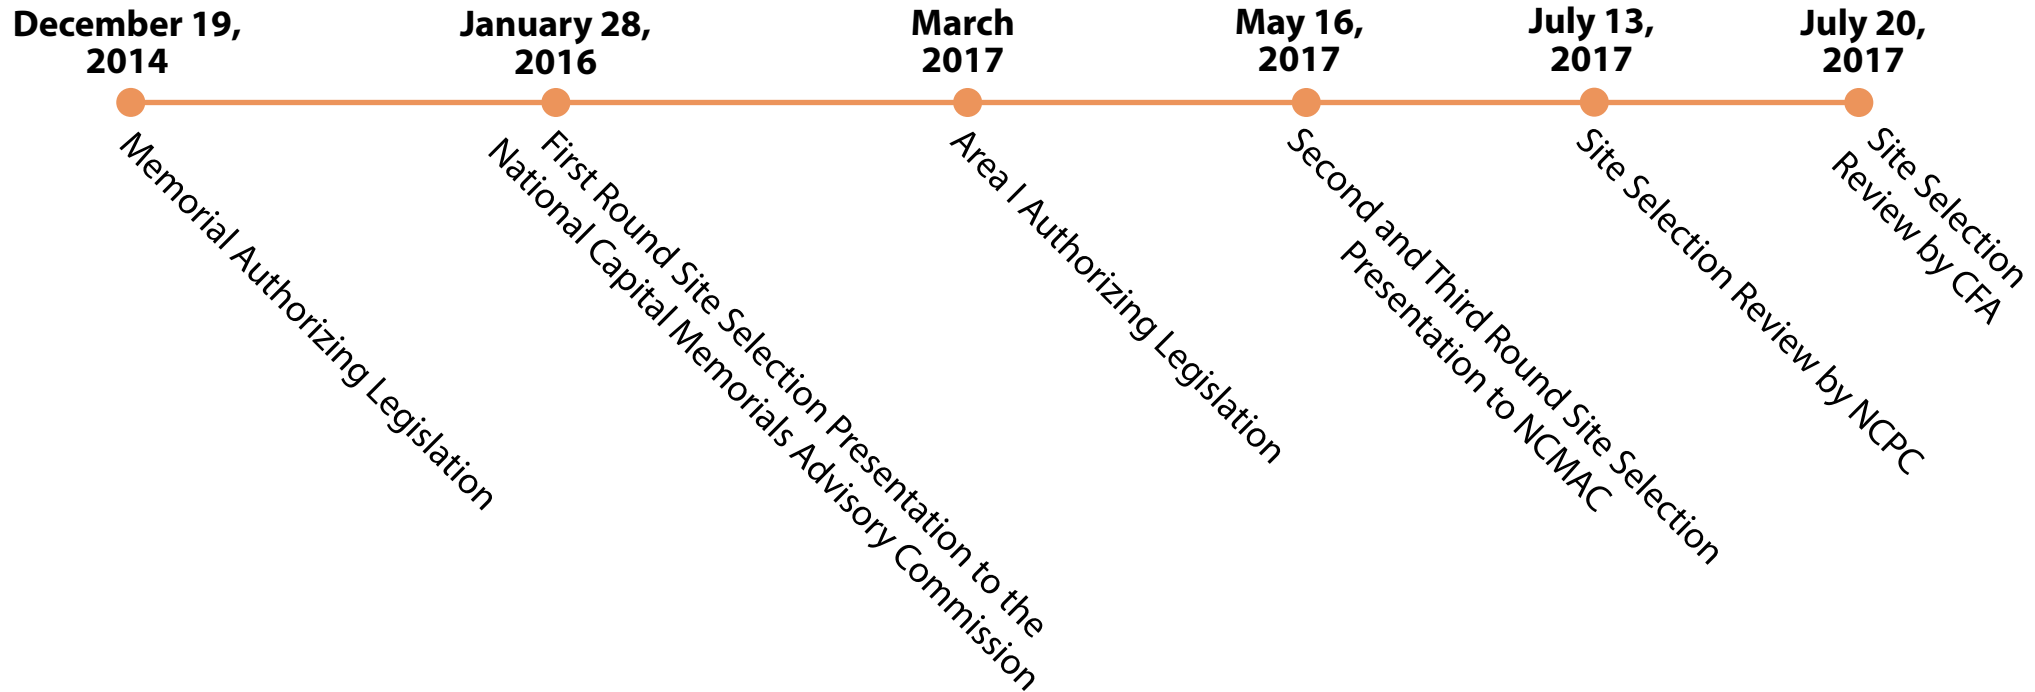 December 19,
2014
January 28,
2016
March
2017
May 16,
2017
July 13,
2017
July 20,
2017
Memorial Authorizing Legislation
First Round Site Selection Presentation to the
National Capital Memorials Advisory Commission
Area I Authorizing Legislation
Second and Third Round Site Selection
Presentation to NCMAC
Site Selection Review by NCPC
Site Selection
Review by CFA